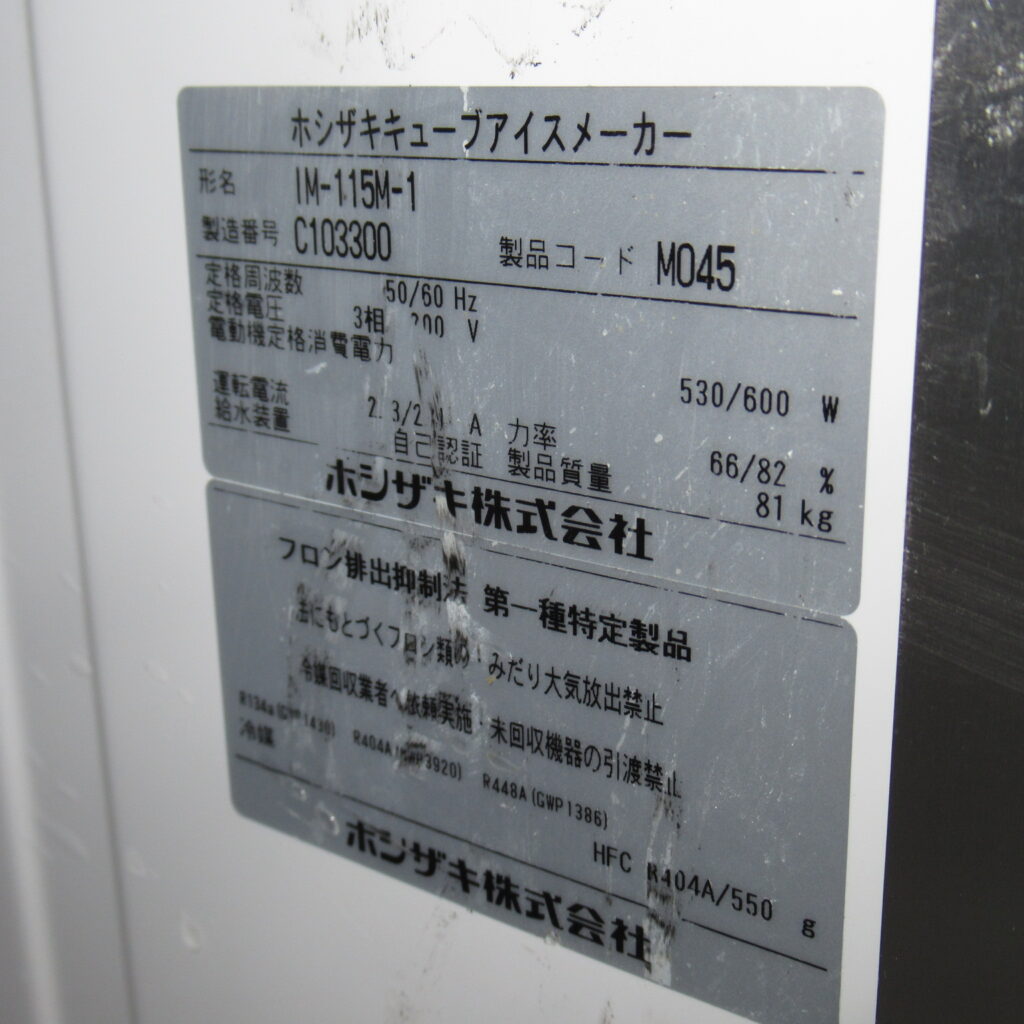 ホシザキキューブアイスメーカー
形名 IM-115M-1
製造番号 C103300 製品コード M045
定格周波数 50/60 Hz
定格電圧 3相 200 V
電動機定格消費電力 530/600 W
運転電流 A 力率 66/82 %
給水装置 自己認証 製品質量 81 kg
ホシザキ株式会社
フロン排出抑制法 第一種特定製品
法にもとづくフロン類の みだり大気放出禁止
冷媒回収業者へ依頼実施・未回収機器の引渡禁止
R134a(GWP1430) R404A(GWP3920) R448A(GWP1386)
冷媒 HFC R404A/550 g
ホシザキ株式会社